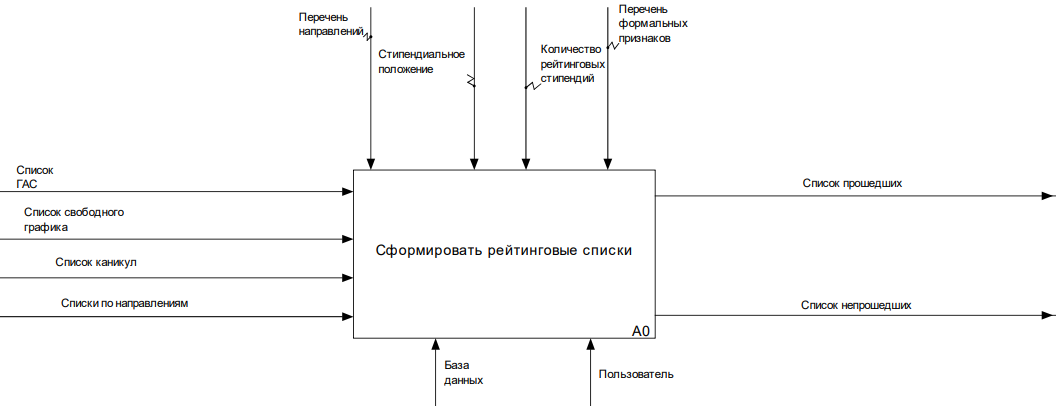 Перечень
направлений
Стипендиальное
положение
Количество
рейтинговых
стипендий
Перечень
формальных
признаков
Список
ГАС
Список свободного
графика
Список каникул
Списки по направлениям
Сформировать рейтинговые списки
A0
Список прошедших
Список непрошедших
База
данных
Пользователь